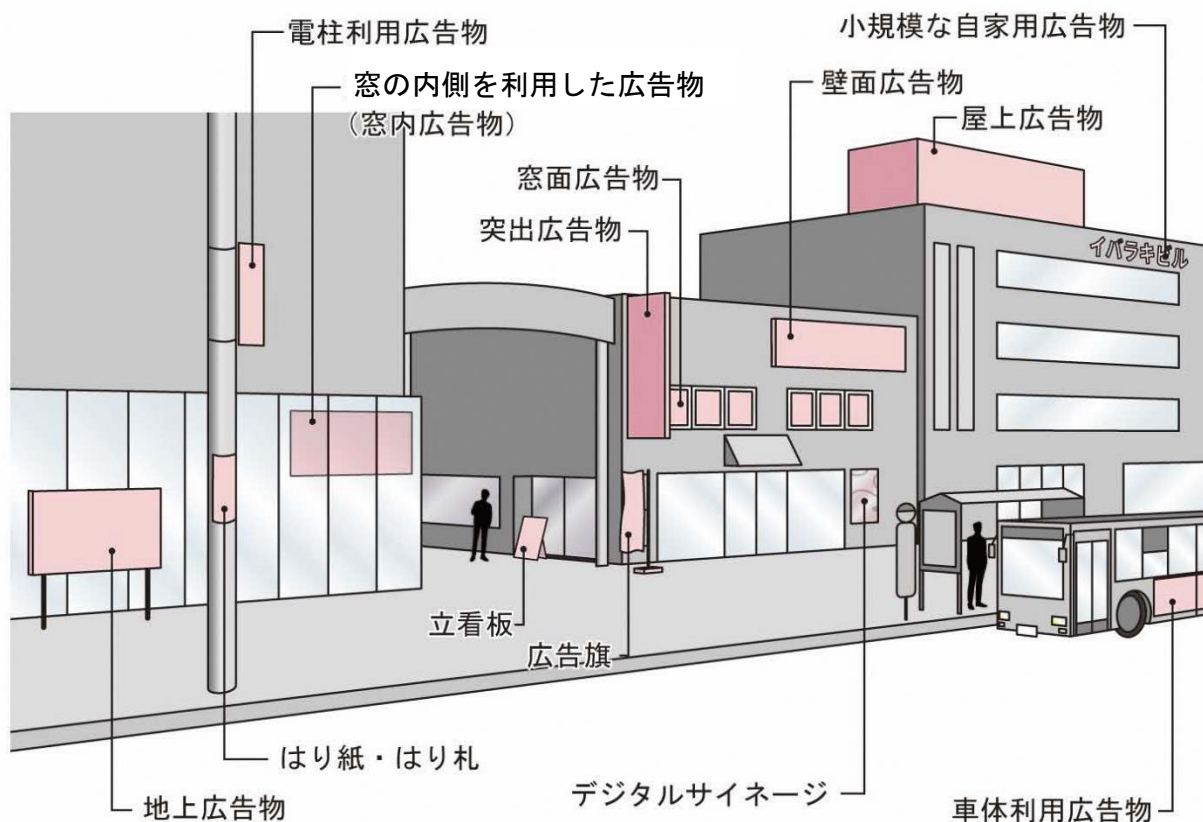 電柱利用広告物
小規模な自家用広告物
窓の内側を利用した広告物
（窓内広告物）
壁面広告物
屋上広告物
窓面広告物
突出広告物
イバラキビル
立看板
広告旗
はり紙・はり札
地上広告物
デジタルサイネージ
車体利用広告物